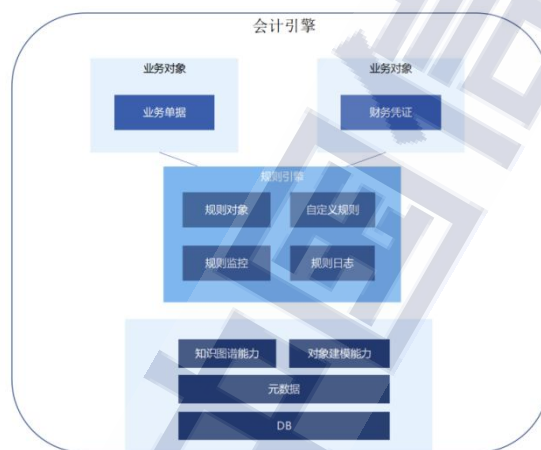 会计引擎
业务对象 业务对象
业务单据 财务凭证
规则引擎
规则对象 自定义规则
规则监控 规则日志
知识图谱能力 对象建模能力
元数据
DB